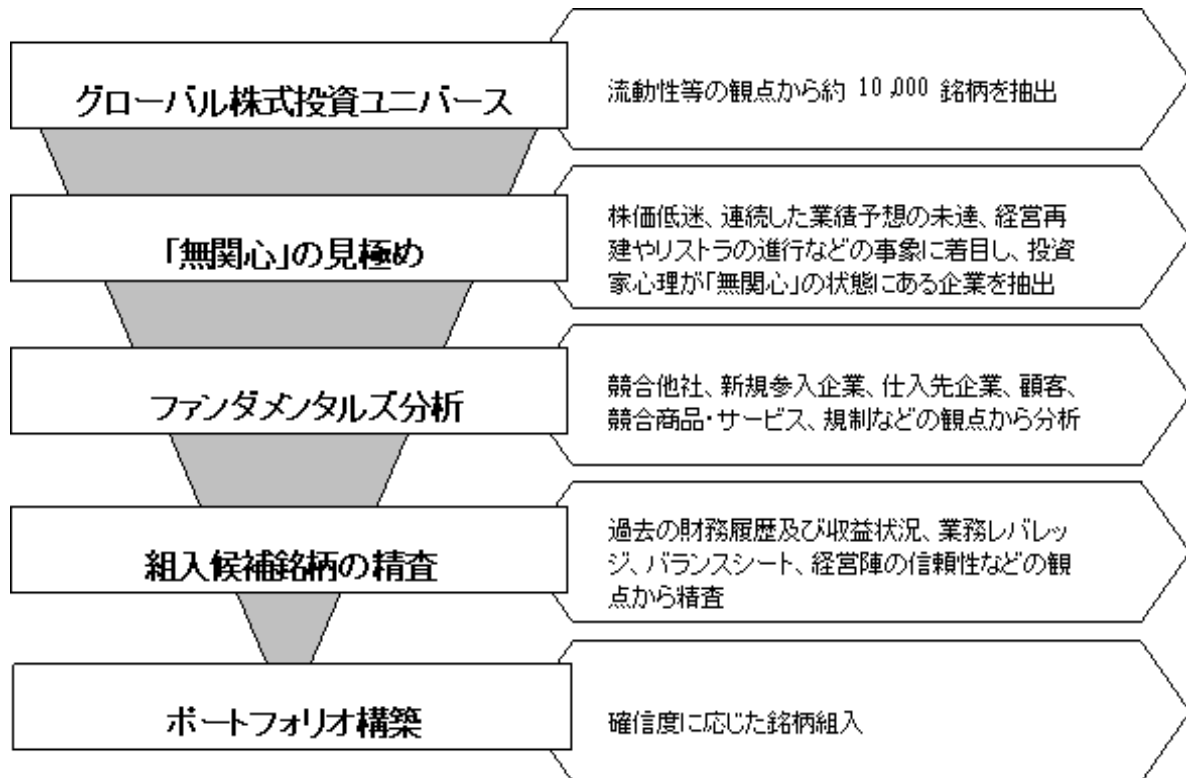 グローバル株式投資ユニバース
流動性等の観点から約 10,000 銘柄を抽出
「無関心」の見極め
株価低迷、連続した業績予想の未達、経営再
建やリストラの進行などの事象に着目し、投資
家心理が「無関心」の状態にある企業を抽出
ファンダメンタルズ分析
競合他社、新規参入企業、仕入先企業、顧客、
競合商品・サービス、規制などの観点から分析
組入候補銘柄の精査
過去の財務履歴及び収益状況、業務レバレッ
ジ、バランスシート、経営陣の信頼性などの観
点から精査
ポートフォリオ構築
確信度に応じた銘柄組入